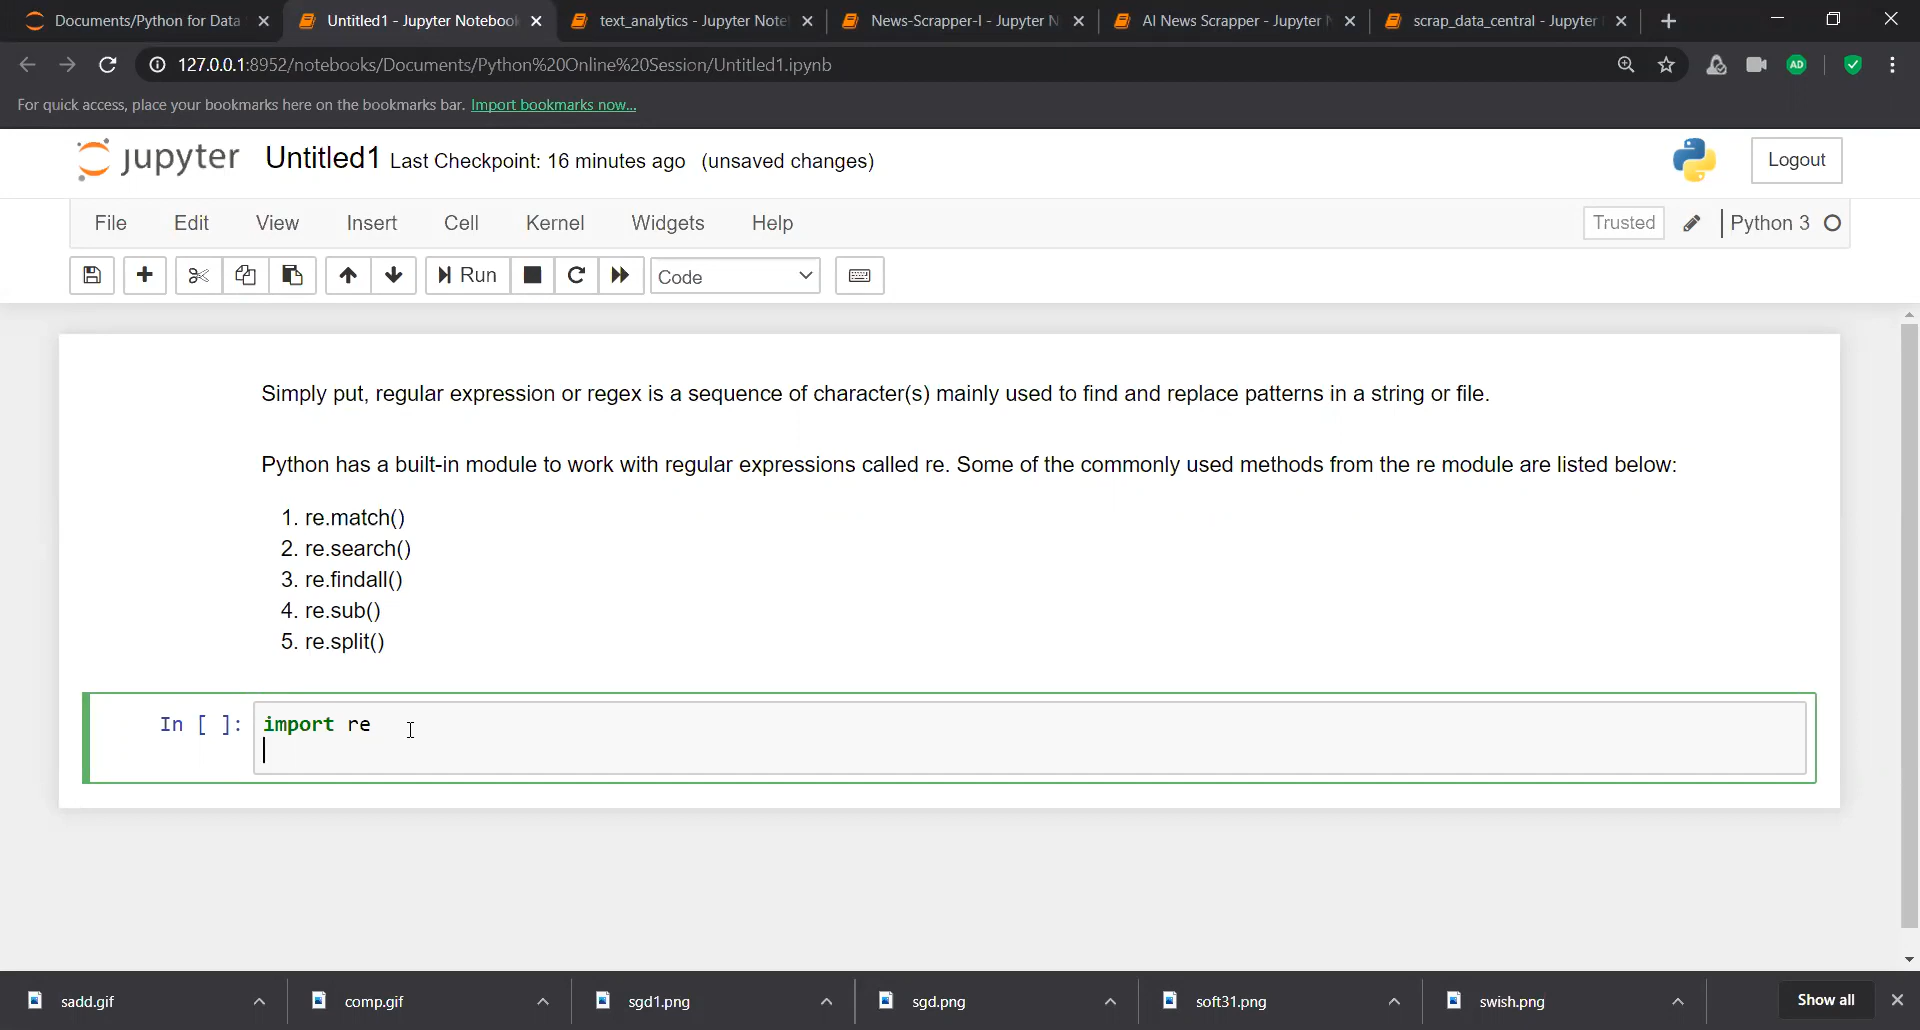 Documents/Python for Data
Untitled1 - Jupyter Notebook
text_analytics - Jupyter Note
News-Scrapper-I - Jupyter N
AI News Scrapper - Jupyter N
scrap_data_central - Jupyter
127.0.0.1:8952/notebooks/Documents/Python%20Online%20Session/Untitled1.ipynb
AD
For quick access, place your bookmarks here on the bookmarks bar. Import bookmarks now...
jupyter Untitled1 Last Checkpoint: 16 minutes ago (unsaved changes)
Logout
File Edit View Insert Cell Kernel Widgets Help
Trusted
Python 3
Run
Code
Simply put, regular expression or regex is a sequence of character(s) mainly used to find and replace patterns in a string or file.
Python has a built-in module to work with regular expressions called re. Some of the commonly used methods from the re module are listed below:
1. re.match()
2. re.search()
3. re.findall()
4. re.sub()
5. re.split()
In [ ]: import re
sadd.gif
comp.gif
sgd1.png
sgd.png
soft31.png
swish.png
Show all